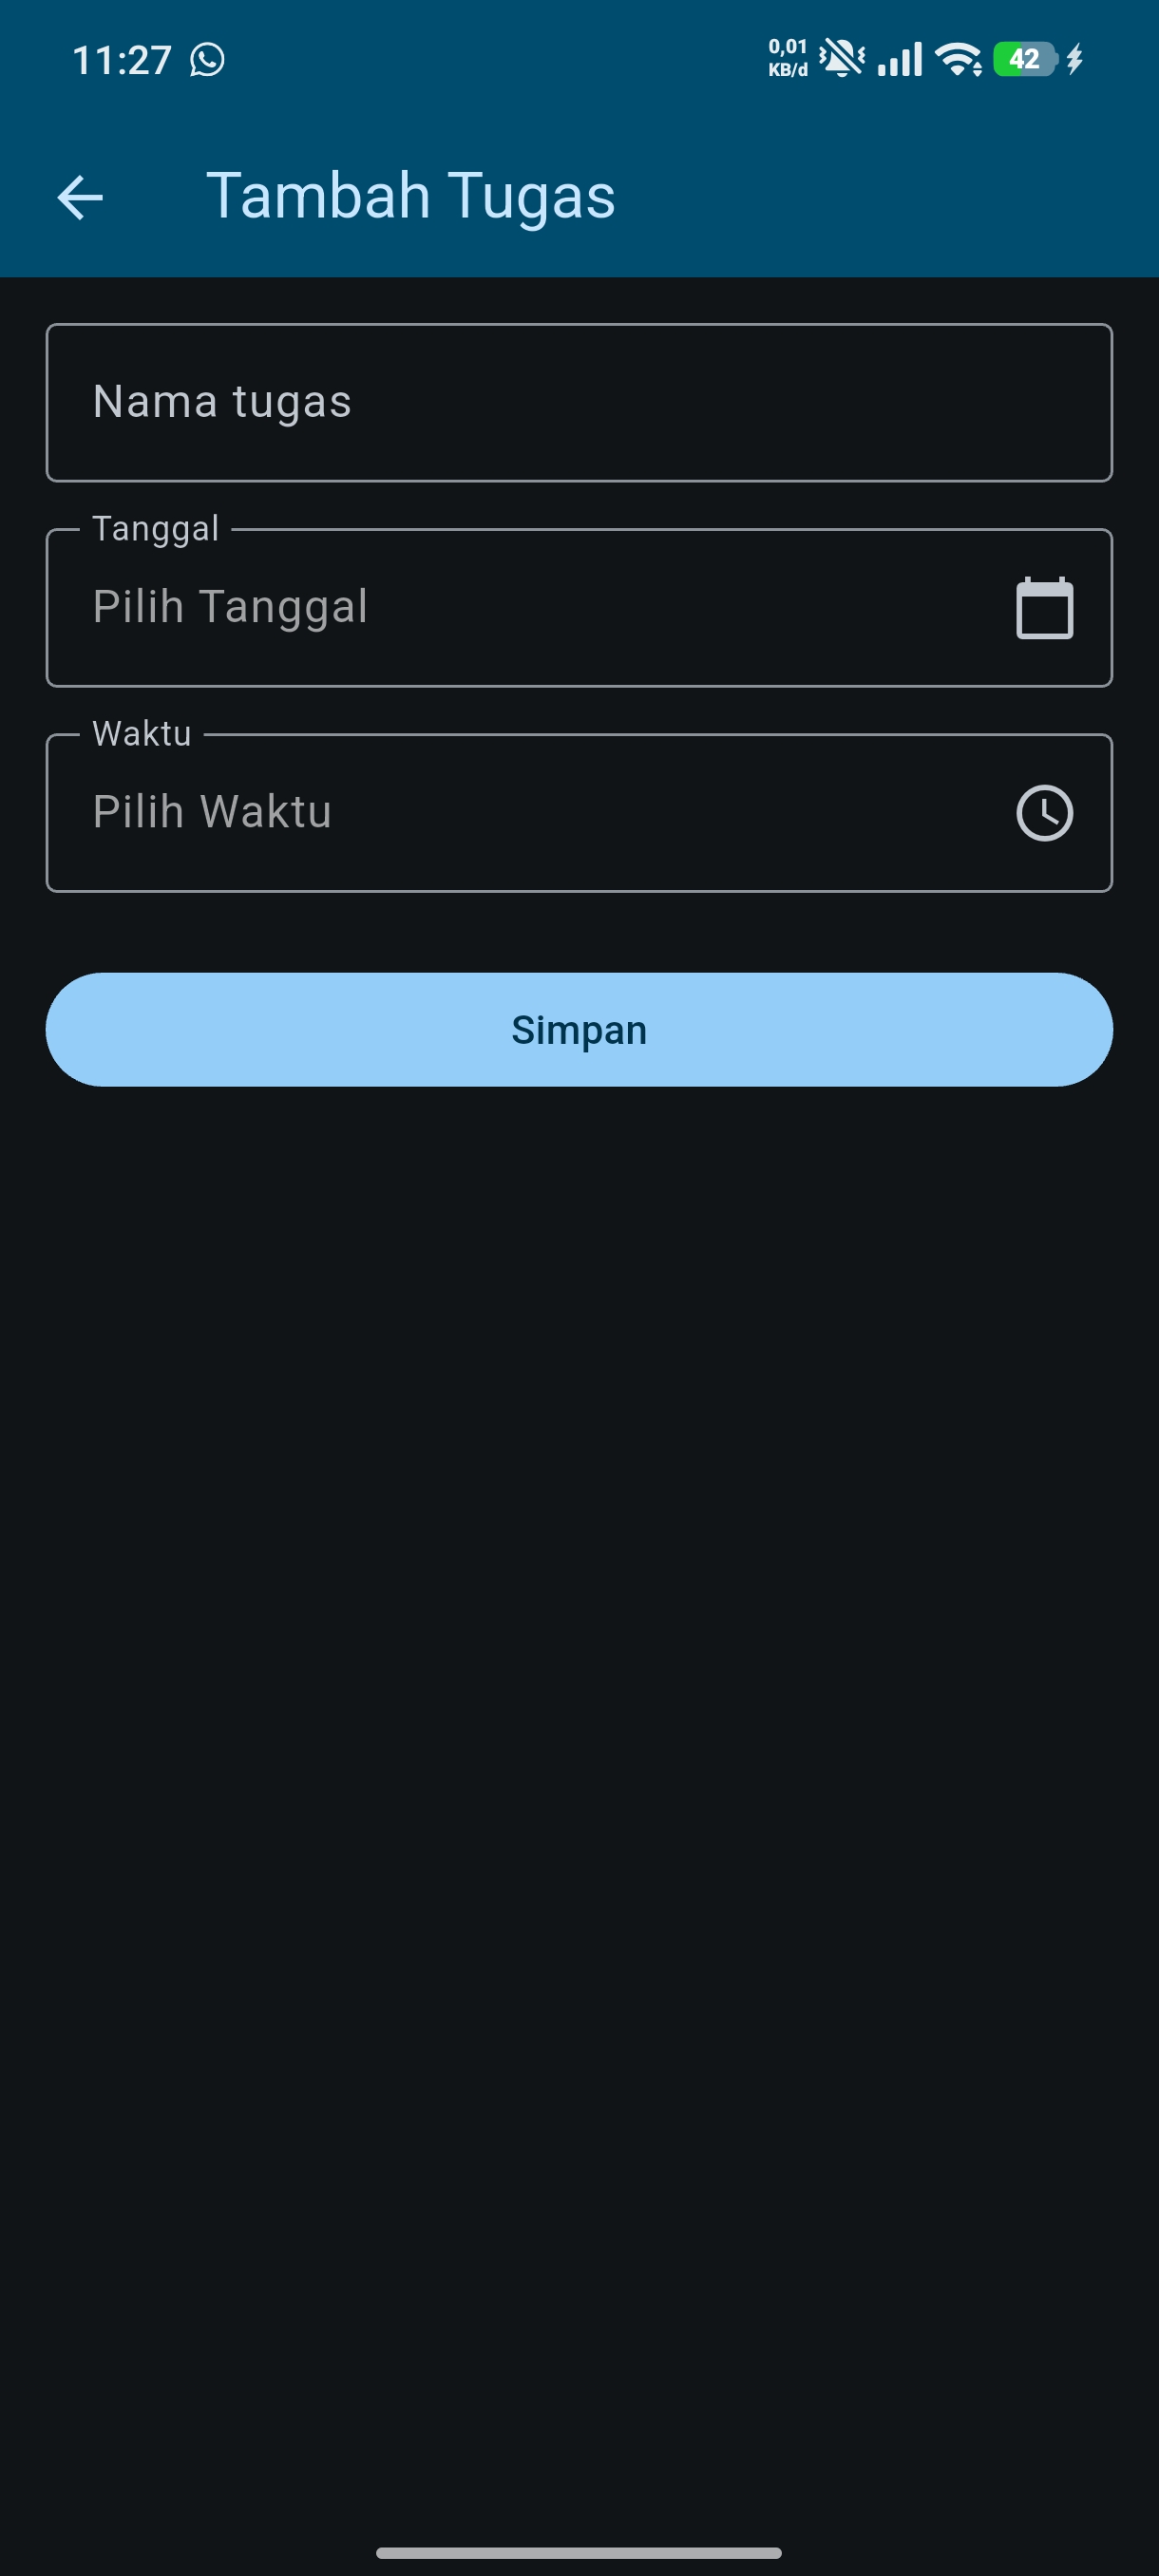 11:27
0,01
KB/d
42
Tambah Tugas
Nama tugas
Tanggal
Pilih Tanggal
Waktu
Pilih Waktu
Simpan